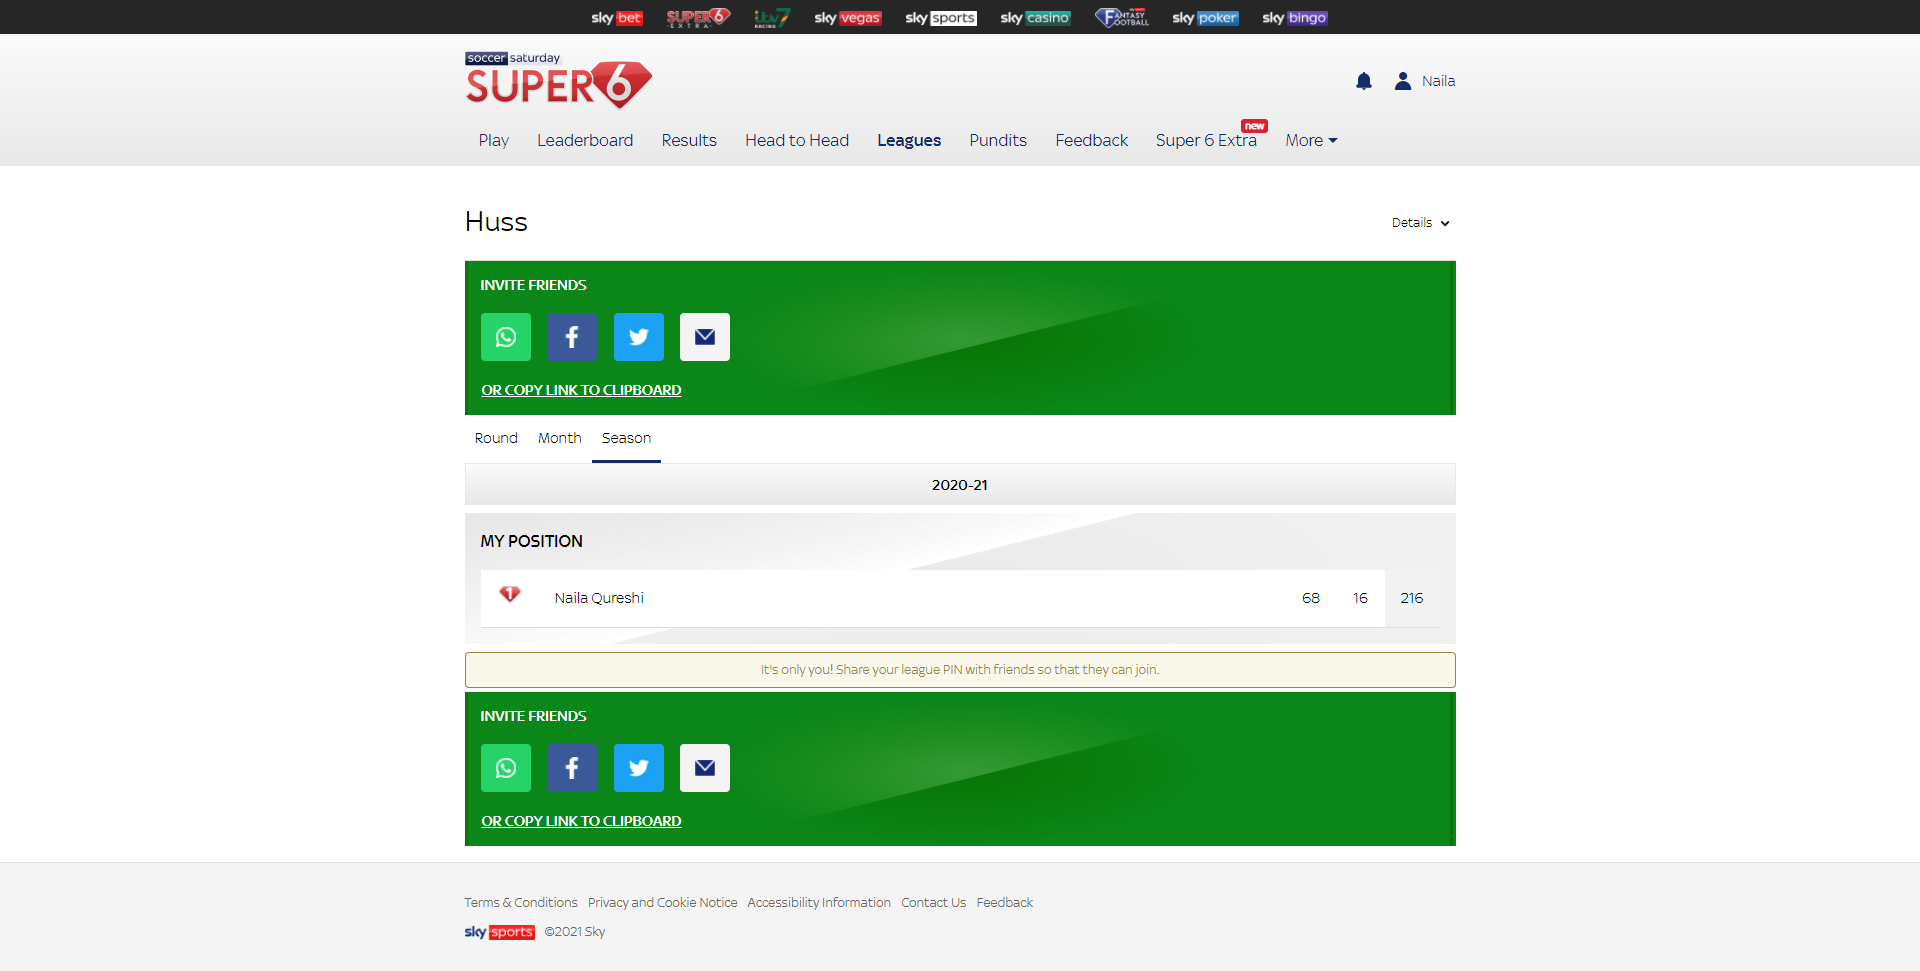 sky bet SUPER 6 EXTRA itv7 RACING sky vegas sky sports sky casino FANTASY FOOTBALL sky poker sky bingo
soccer saturday
SUPER 6
Naila
new
Play Leaderboard Results Head to Head Leagues Pundits Feedback Super 6 Extra More
Huss
Details
INVITE FRIENDS
OR COPY LINK TO CLIPBOARD
Round Month Season
2020-21
MY POSITION
1 Naila Qureshi 68 16 216
It's only you! Share your league PIN with friends so that they can join.
INVITE FRIENDS
OR COPY LINK TO CLIPBOARD
Terms & Conditions Privacy and Cookie Notice Accessibility Information Contact Us Feedback
sky sports ©2021 Sky